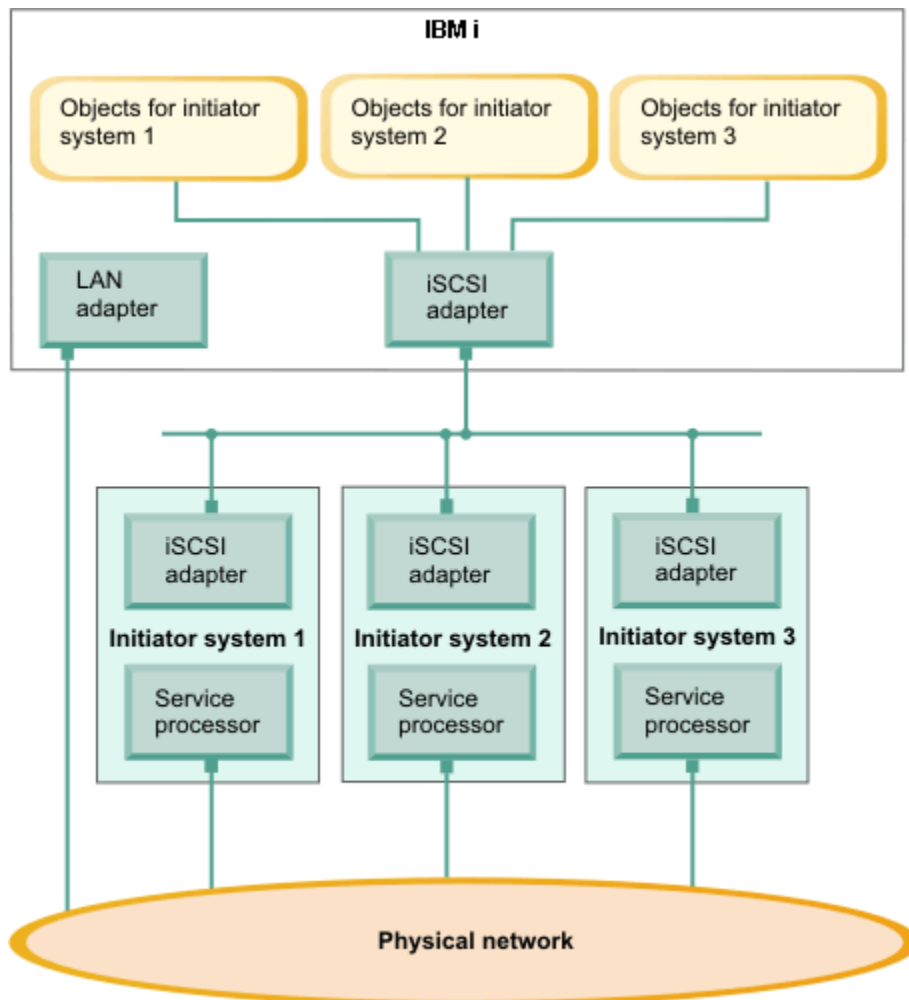 IBM i
Objects for initiator
system 1
Objects for initiator
system 2
Objects for initiator
system 3
LAN
adapter
iSCSI
adapter
iSCSI
adapter
iSCSI
adapter
iSCSI
adapter
Initiator system 1
Initiator system 2
Initiator system 3
Service
processor
Service
processor
Service
processor
Physical network